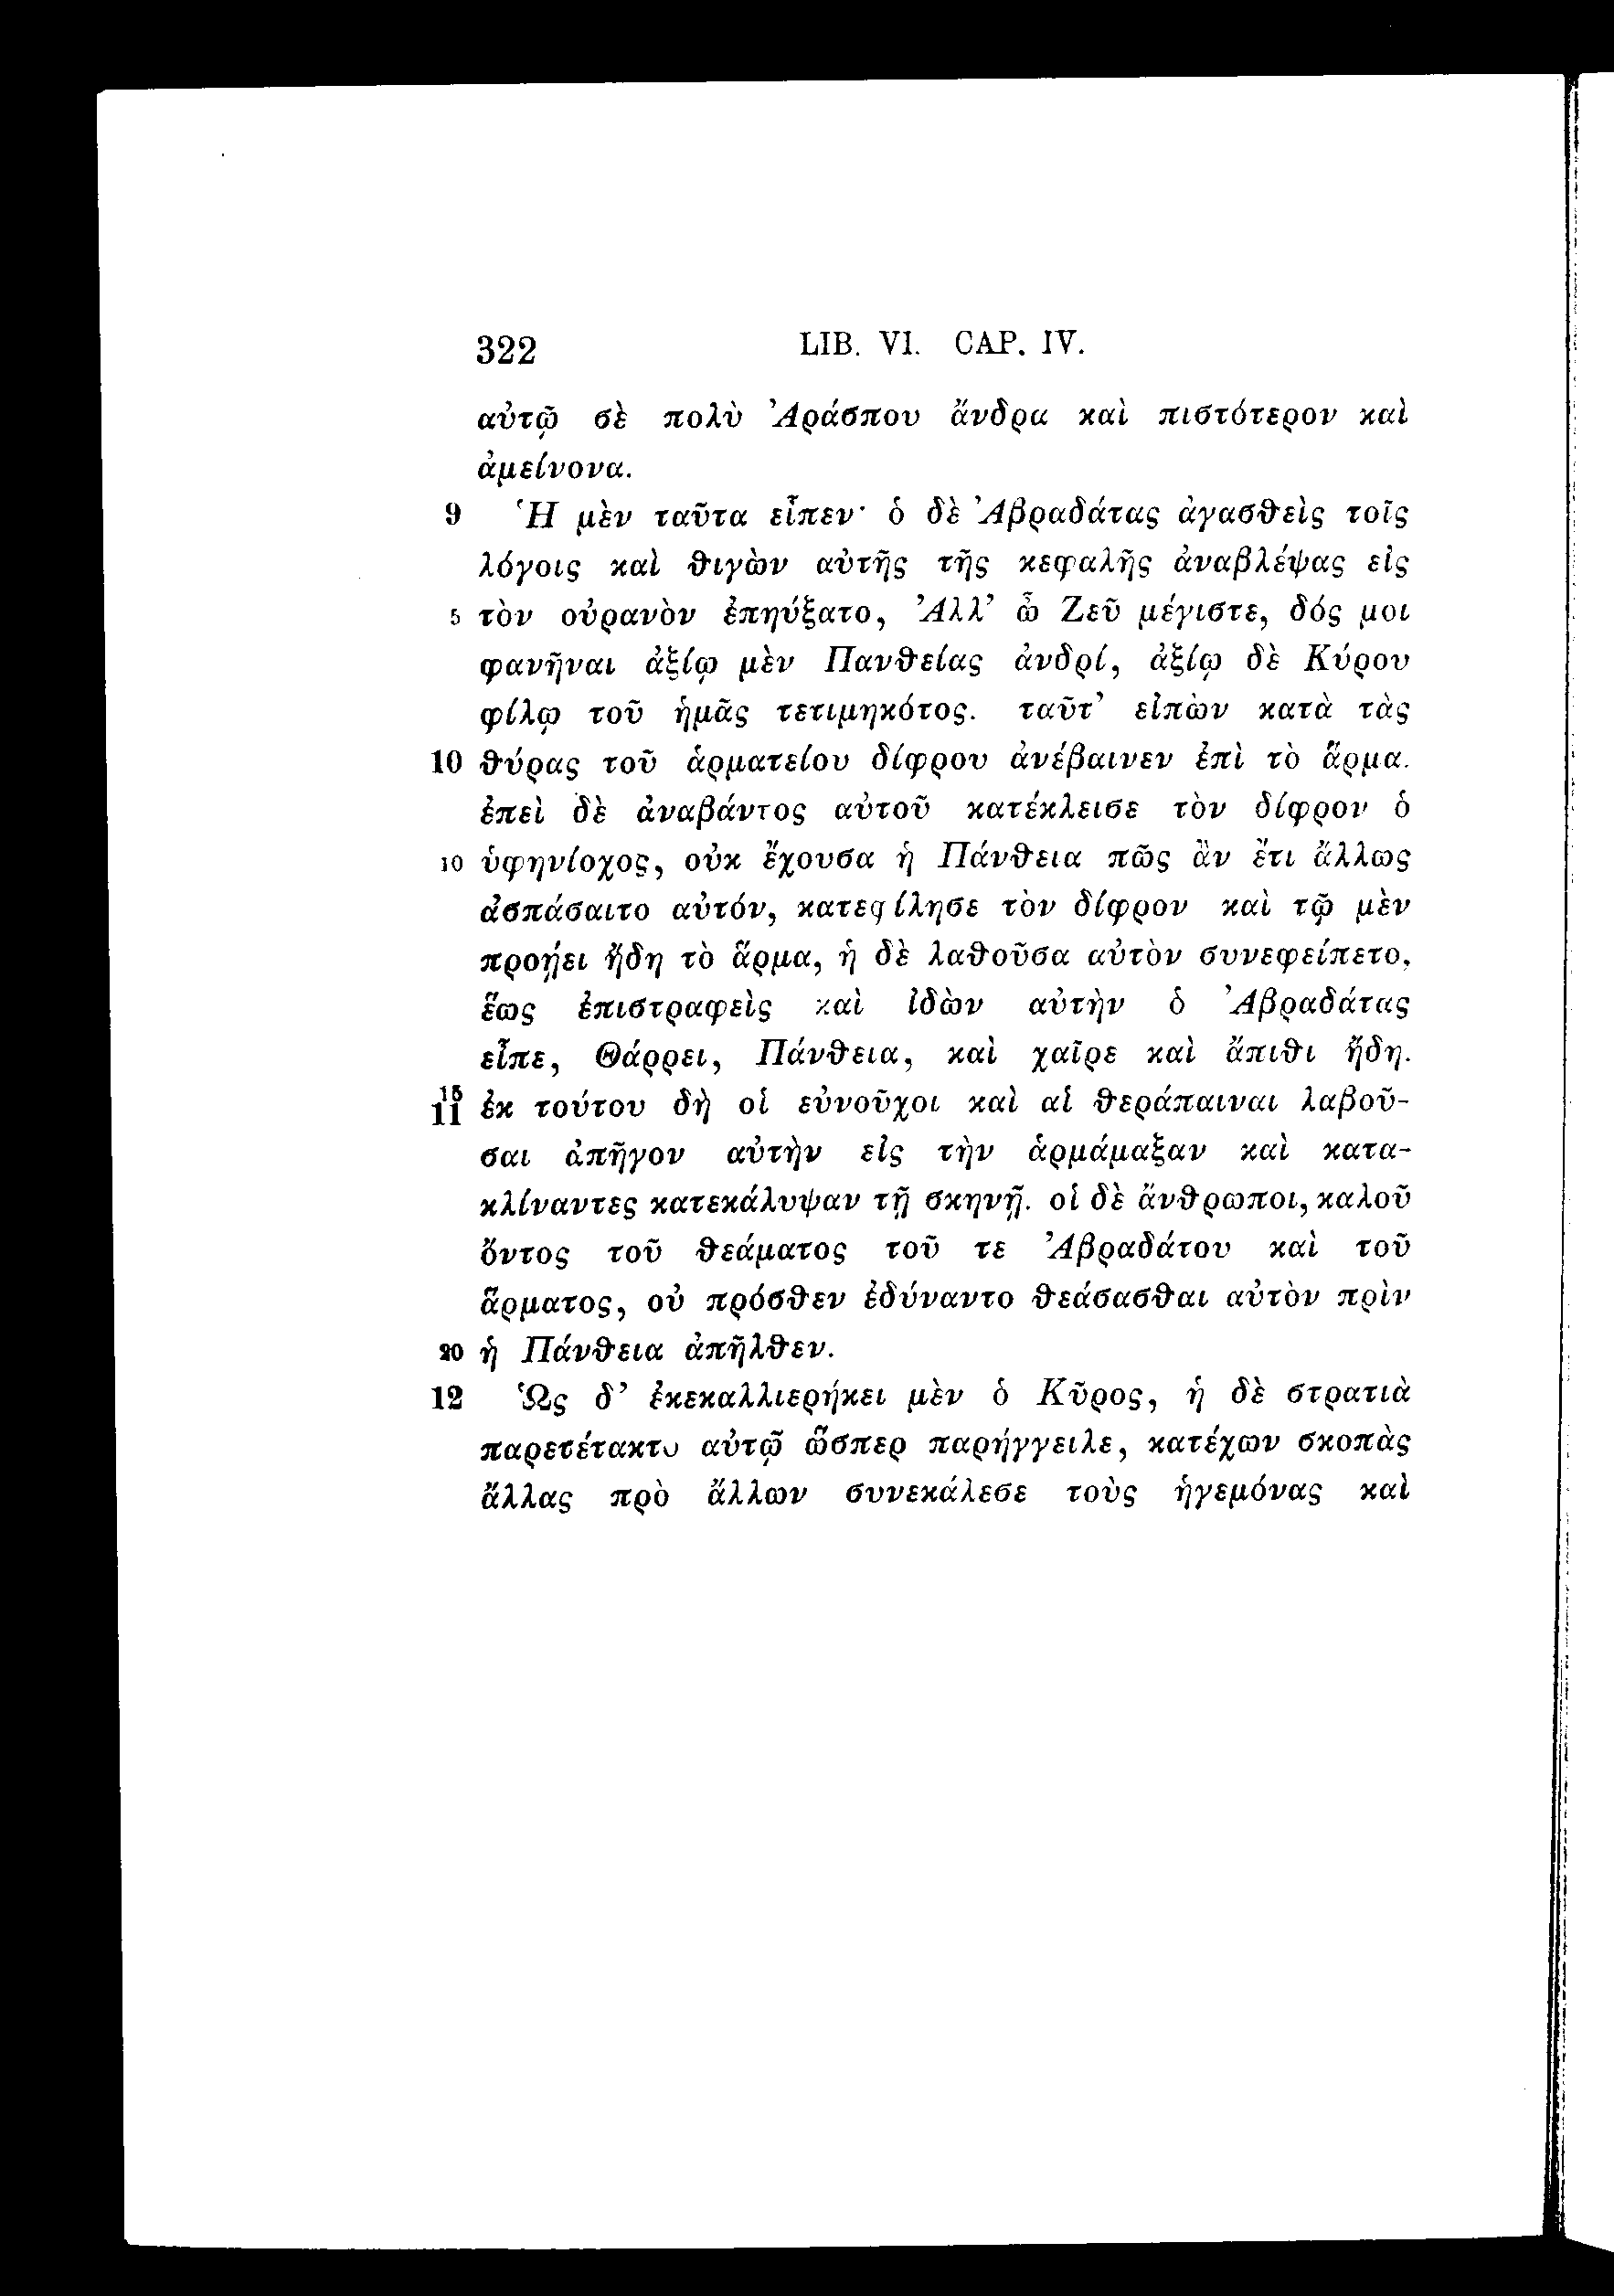 322 LIB. VI. CAP. IV.
αὐτῷ σὲ πολὺ Ἀράσπου ἄνδρα καὶ πιστότερον καὶ
ἀμείνονα.
9 Ἡ μὲν ταῦτα εἶπεν· ὁ δὲ Ἀβραδάτας ἀγασθεὶς τοῖς
λόγοις καὶ θιγὼν αὐτῆς τῆς κεφαλῆς ἀναβλέψας εἰς
5 τὸν οὐρανὸν ἐπηύξατο, Ἀλλ’ ὦ Ζεῦ μέγιστε, δός μοι
φανῆναι ἀξίῳ μὲν Πανθείας ἀνδρί, ἀξίῳ δὲ Κύρου
φίλῳ τοῦ ἡμᾶς τετιμηκότος. ταῦτ’ εἰπὼν κατὰ τὰς
10 θύρας τοῦ ἁρματείου δίφρου ἀνέβαινεν ἐπὶ τὸ ἅρμα.
ἐπεὶ δὲ ἀναβάντος αὐτοῦ κατέκλεισε τὸν δίφρον ὁ
10 ὑφηνίοχος, οὐκ ἔχουσα ἡ Πάνθεια πῶς ἂν ἔτι ἄλλως
ἀσπάσαιτο αὐτόν, κατεφίλησε τὸν δίφρον καὶ τῷ μὲν
προῄει ἤδη τὸ ἅρμα, ἡ δὲ λαθοῦσα αὐτὸν συνεφείπετο,
ἕως ἐπιστραφεὶς καὶ ἰδὼν αὐτὴν ὁ Ἀβραδάτας
εἶπε, Θάρρει, Πάνθεια, καὶ χαῖρε καὶ ἄπιθι ἤδη.
15 11 ἐκ τούτου δὴ οἱ εὐνοῦχοι καὶ αἱ θεράπαιναι λαβοῦ-
σαι ἀπῆγον αὐτὴν εἰς τὴν ἁρμάμαξαν καὶ κατα-
κλίναντες κατεκάλυψαν τῇ σκηνῇ. οἱ δὲ ἄνθρωποι, καλοῦ
ὄντος τοῦ θεάματος τοῦ τε Ἀβραδάτου καὶ τοῦ
ἅρματος, οὐ πρόσθεν ἐδύναντο θεάσασθαι αὐτὸν πρὶν
20 ἡ Πάνθεια ἀπῆλθεν.
12 Ὡς δ’ ἐκεκαλλιερήκει μὲν ὁ Κῦρος, ἡ δὲ στρατιὰ
παρετέτακτο αὐτῷ ὥσπερ παρήγγειλε, κατέχων σκοπὰς
ἄλλας πρὸ ἄλλων συνεκάλεσε τοὺς ἡγεμόνας καὶ